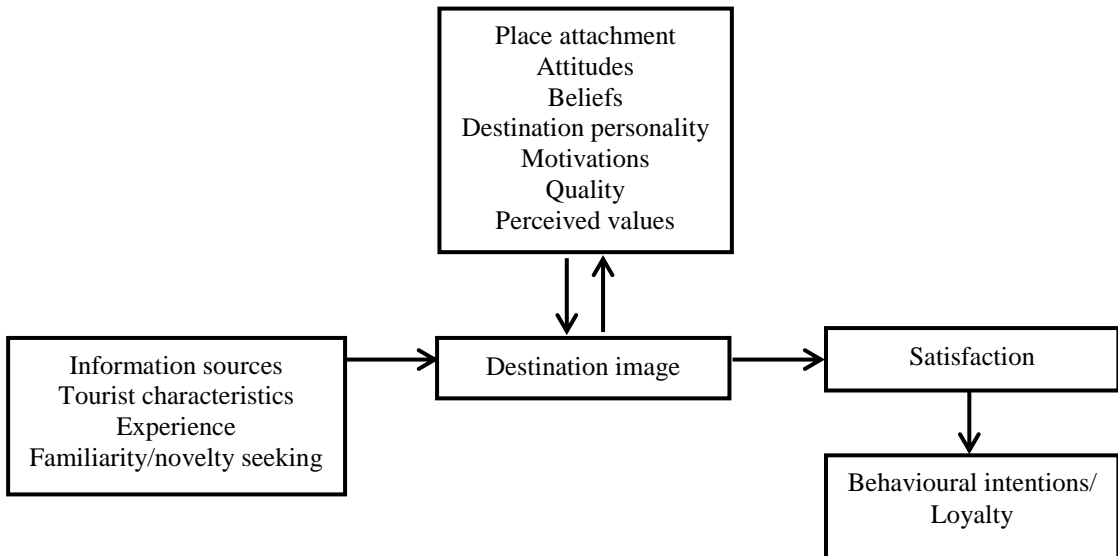 Place attachment
Attitudes
Beliefs
Destination personality
Motivations
Quality
Perceived values
Information sources
Tourist characteristics
Experience
Familiarity/novelty seeking
Destination image
Satisfaction
Behavioural intentions/
Loyalty